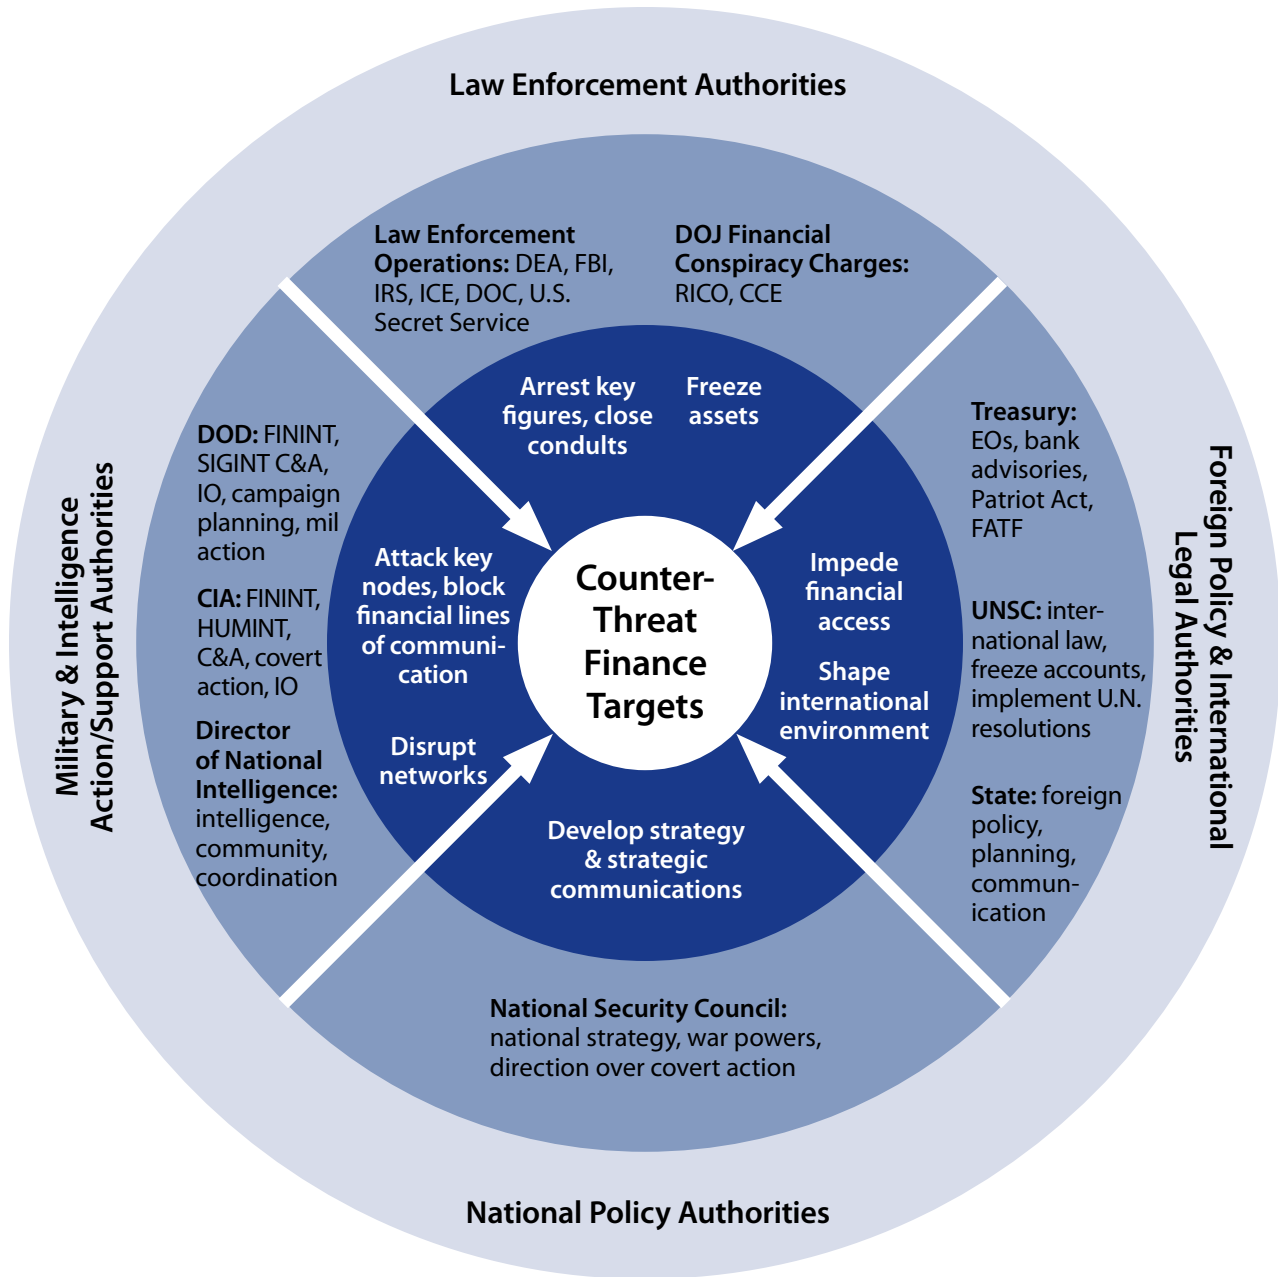 Law Enforcement Authorities
Law Enforcement
Operations: DEA, FBI,
IRS, ICE, DOC, U.S.
Secret Service
DOJ Financial
Conspiracy Charges:
RICO, CCE
Arrest key
figures, close
condults
Freeze
assets
Military & Intelligence
Action/Support Authorities
DOD: FININT,
SIGINT C&A,
IO, campaign
planning, mil
action
CIA: FININT,
HUMINT,
C&A, covert
action, IO
Director
of National
Intelligence:
intelligence,
community,
coordination
Attack key
nodes, block
financial lines
of communi-
cation
Disrupt
networks
Counter-
Threat
Finance
Targets
Impede
financial
access
Shape
international
environment
Treasury:
EOs, bank
advisories,
Patriot Act,
FATF
UNSC: inter-
national law,
freeze accounts,
implement U.N.
resolutions
State: foreign
policy,
planning,
commun-
ication
Foreign Policy & International
Legal Authorities
Develop strategy
& strategic
communications
National Security Council:
national strategy, war powers,
direction over covert action
National Policy Authorities